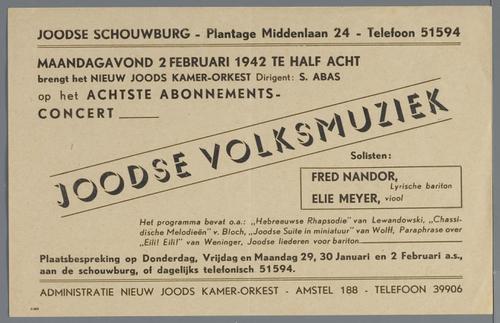 JOODSE SCHOUWBURG - Plantage Middenlaan 24 - Telefoon 51594
MAANDAGAVOND 2 FEBRUARI 1942 TE HALF ACHT
brengt het NIEUW JOODS KAMER-ORKEST Dirigent: S. ABAS
op het ACHTSTE ABONNEMENTS-
CONCERT
JOODSE VOLKSMUZIEK
Solisten:
FRED NANDOR,
Lyrische bariton
ELIE MEYER, viool
Het programma bevat o.a.: „Hebreeuwse Rhapsodie" van Lewandowski, „Chassi-
dische Melodieën" v. Bloch, „Joodse Suite in miniatuur" van Wolff, Paraphrase over
„Eili! Eili!" van Weninger, Joodse liederen voor bariton
Plaatsbespreking op Donderdag, Vrijdag en Maandag 29, 30 Januari en 2 Februari a.s.,
aan de schouwburg, of dagelijks telefonisch 51594.
ADMINISTRATIE NIEUW JOODS KAMER-ORKEST - AMSTEL 188 - TELEFOON 39906